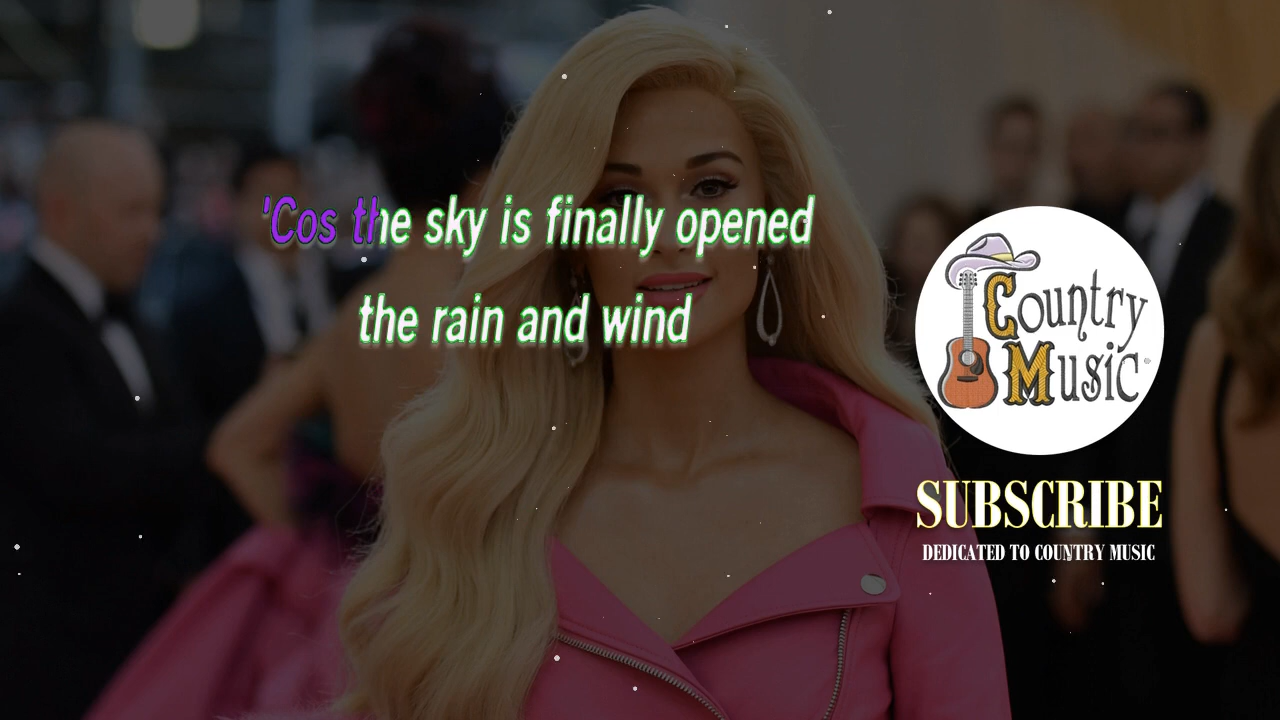 'Cos the sky is finally opened
the rain and wind
Country
Music
SUBSCRIBE
DEDICATED TO COUNTRY MUSIC